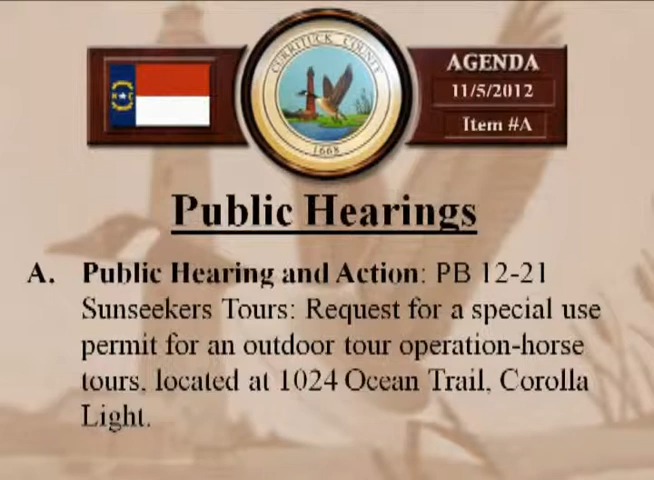 CURRITUCK COUNTY
1668
AGENDA
11/5/2012
Item #A
Public Hearings
A. Public Hearing and Action: PB 12-21
Sunseekers Tours: Request for a special use
permit for an outdoor tour operation-horse
tours, located at 1024 Ocean Trail, Corolla
Light.